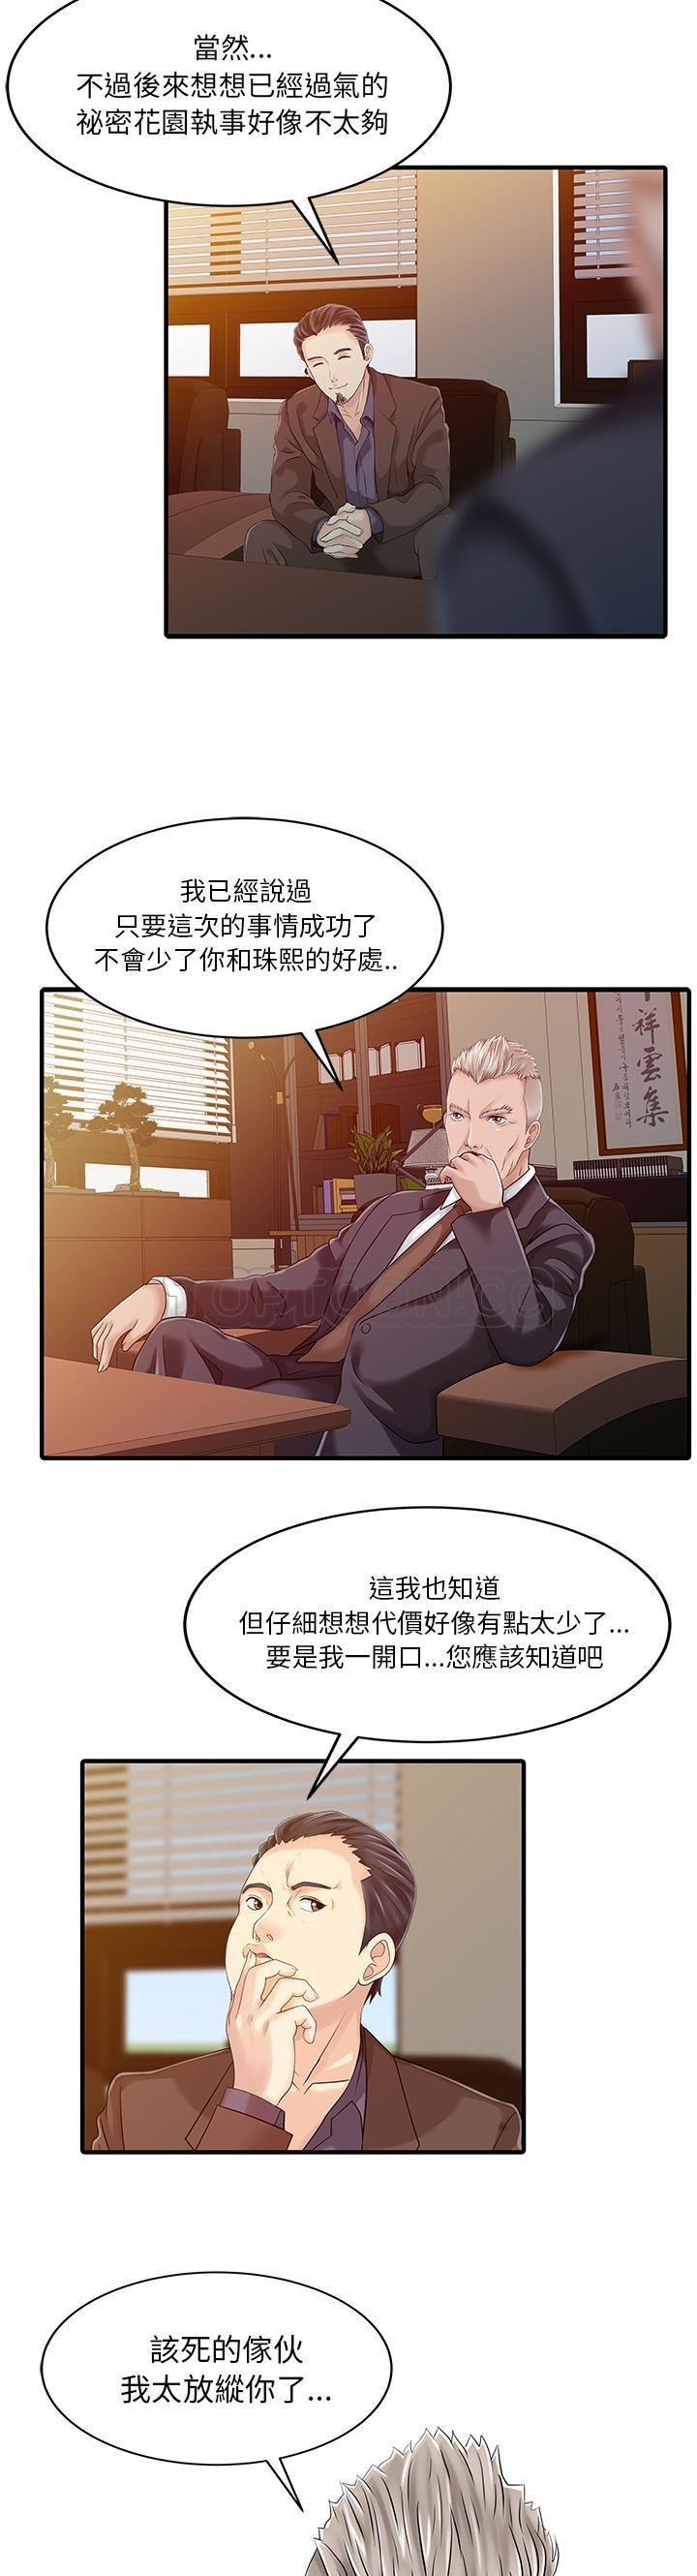 當然...
不過後來想想已經過氣的
祕密花園執事好像不太夠
我已經說過
只要這次的事情成功了
不會少了你和珠熙的好處..
祥雲集
TOPTOON.CC
這我也知道
但仔細想想代價好像有點太少了...
要是我一開口...您應該知道吧
該死的傢伙
我太放縱你了...